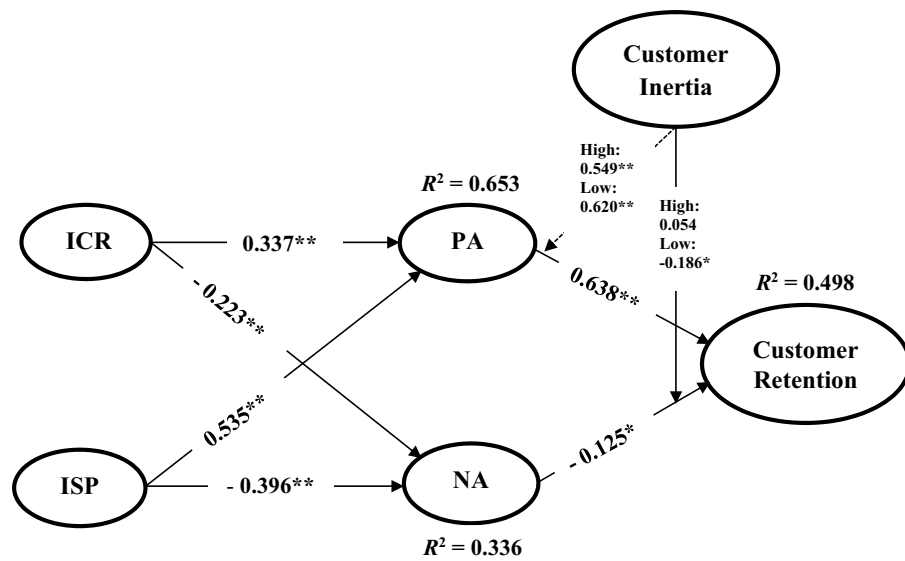 Customer
Inertia
High:
0.549**
Low:
0.620**
High:
0.054
Low:
-0.186*
R² = 0.653
ICR
0.337**
PA
- 0.223**
0.638**
R² = 0.498
Customer
Retention
0.535**
- 0.125*
ISP
- 0.396**
NA
R² = 0.336